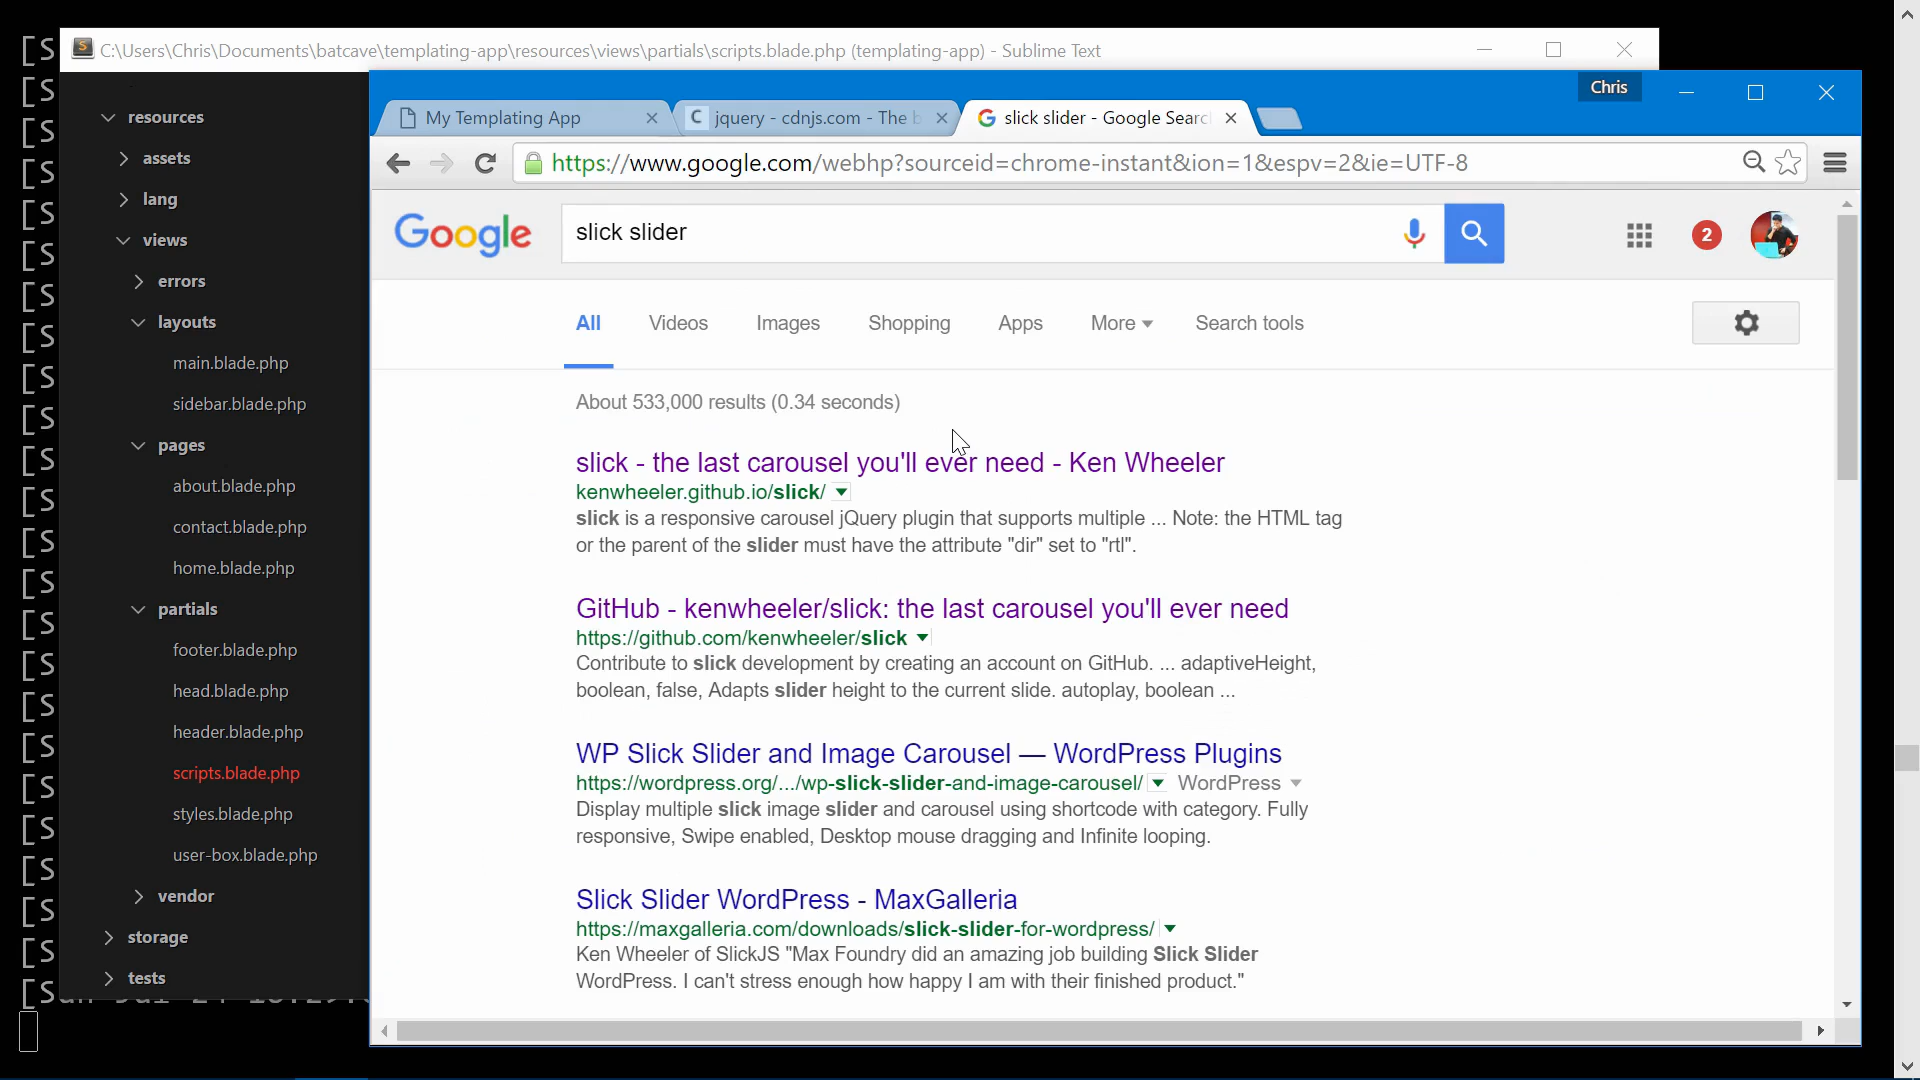 C:\Users\Chris\Documents\batcave\templating-app\resources\views\partials\scripts.blade.php (templating-app) - Sublime Text
Chris
My Templating App
jquery - cdnjs.com - The b
slick slider - Google Searc
https://www.google.com/webhp?sourceid=chrome-instant&ion=1&espv=2&ie=UTF-8
Google
slick slider
2
All Videos Images Shopping Apps More Search tools
About 533,000 results (0.34 seconds)
slick - the last carousel you'll ever need - Ken Wheeler
kenwheeler.github.io/slick/
slick is a responsive carousel jQuery plugin that supports multiple ... Note: the HTML tag
or the parent of the slider must have the attribute "dir" set to "rtl".
GitHub - kenwheeler/slick: the last carousel you'll ever need
https://github.com/kenwheeler/slick
Contribute to slick development by creating an account on GitHub. ... adaptiveHeight,
boolean, false, Adapts slider height to the current slide. autoplay, boolean ...
WP Slick Slider and Image Carousel — WordPress Plugins
https://wordpress.org/.../wp-slick-slider-and-image-carousel/ WordPress
Display multiple slick image slider and carousel using shortcode with category. Fully
responsive, Swipe enabled, Desktop mouse dragging and Infinite looping.
Slick Slider WordPress - MaxGalleria
https://maxgalleria.com/downloads/slick-slider-for-wordpress/
Ken Wheeler of SlickJS "Max Foundry did an amazing job building Slick Slider
WordPress. I can't stress enough how happy I am with their finished product."
resources
assets
lang
views
errors
layouts
main.blade.php
sidebar.blade.php
pages
about.blade.php
contact.blade.php
home.blade.php
partials
footer.blade.php
head.blade.php
header.blade.php
scripts.blade.php
styles.blade.php
user-box.blade.php
vendor
storage
tests